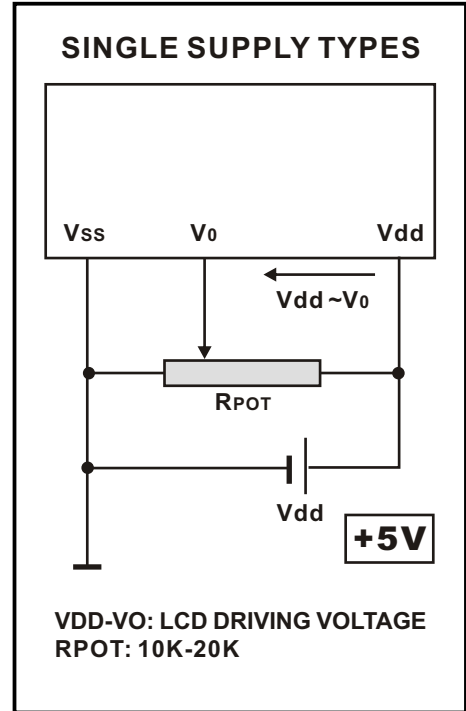 SINGLE SUPPLY TYPES
Vss V0 Vdd
Vdd ~V0
RPOT
Vdd
+5V
VDD-VO: LCD DRIVING VOLTAGE
RPOT: 10K-20K